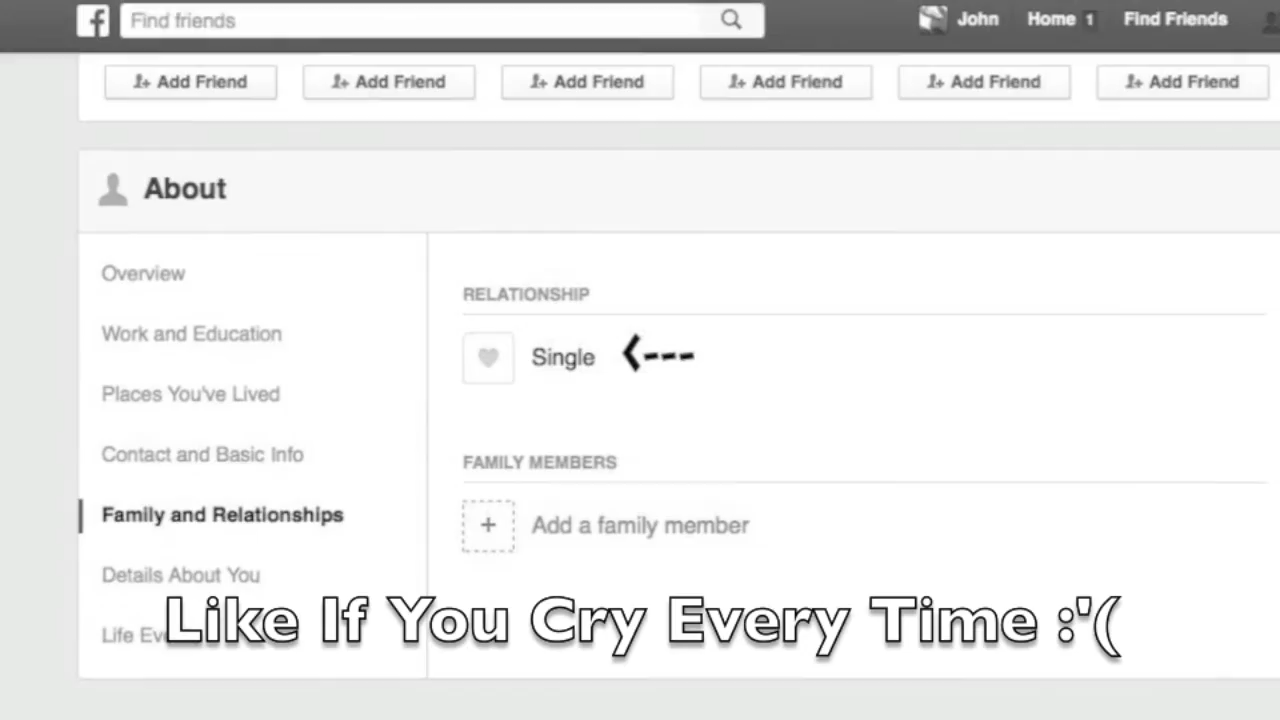 f Find friends John Home 1 Find Friends
Add Friend Add Friend Add Friend Add Friend Add Friend Add Friend
About
Overview
Work and Education
Places You've Lived
Contact and Basic Info
Family and Relationships
Details About You
Life Eve
RELATIONSHIP
Single <---
FAMILY MEMBERS
+ Add a family member
Like If You Cry Every Time :'(